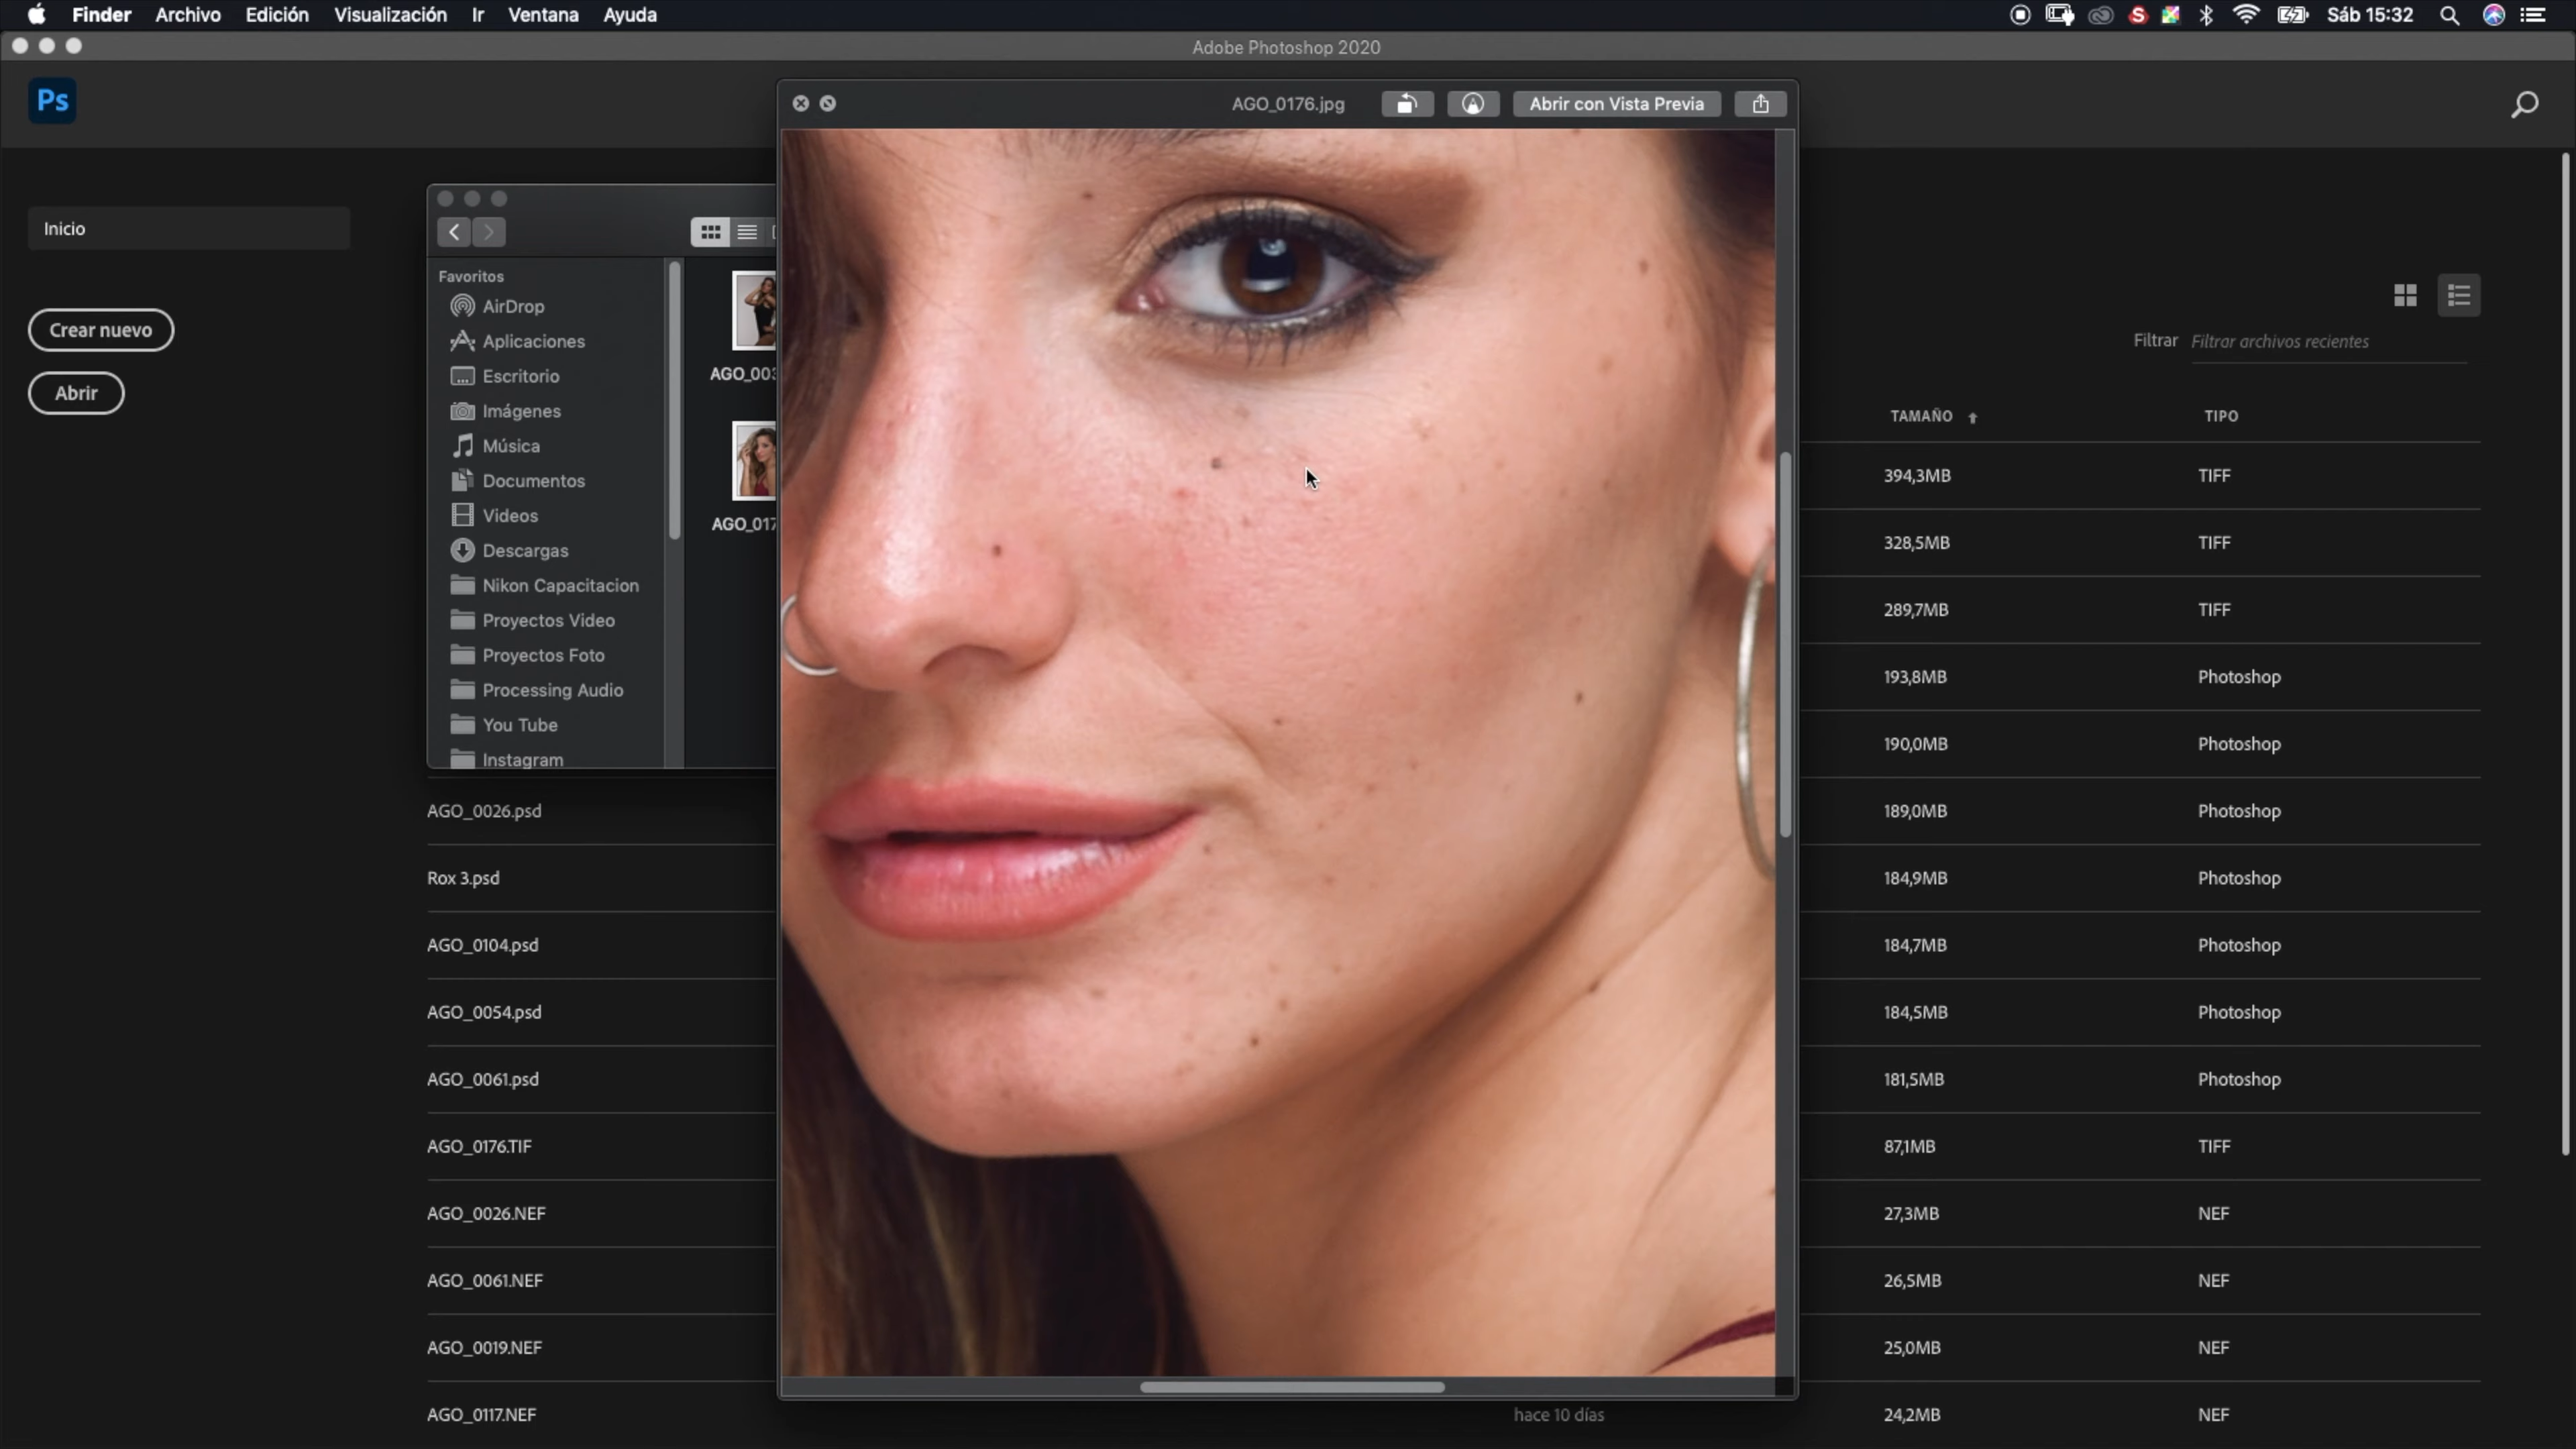 Finder Archivo Edición Visualización Ir Ventana Ayuda Sáb 15:32
Adobe Photoshop 2020
Ps
AGO_0176.jpg Abrir con Vista Previa
Inicio
Crear nuevo
Abrir
Favoritos
AirDrop
Aplicaciones
Escritorio
Imágenes
Música
Documentos
Videos
Descargas
Nikon Capacitacion
Proyectos Video
Proyectos Foto
Processing Audio
You Tube
Instagram
AGO_003
AGO_017
Filtrar Filtrar archivos recientes
TAMAÑO TIPO
394,3MB TIFF
328,5MB TIFF
289,7MB TIFF
193,8MB Photoshop
190,0MB Photoshop
AGO_0026.psd 189,0MB Photoshop
Rox 3.psd 184,9MB Photoshop
AGO_0104.psd 184,7MB Photoshop
AGO_0054.psd 184,5MB Photoshop
AGO_0061.psd 181,5MB Photoshop
AGO_0176.TIF 87,1MB TIFF
AGO_0026.NEF 27,3MB NEF
AGO_0061.NEF 26,5MB NEF
AGO_0019.NEF 25,0MB NEF
AGO_0117.NEF hace 10 días 24,2MB NEF